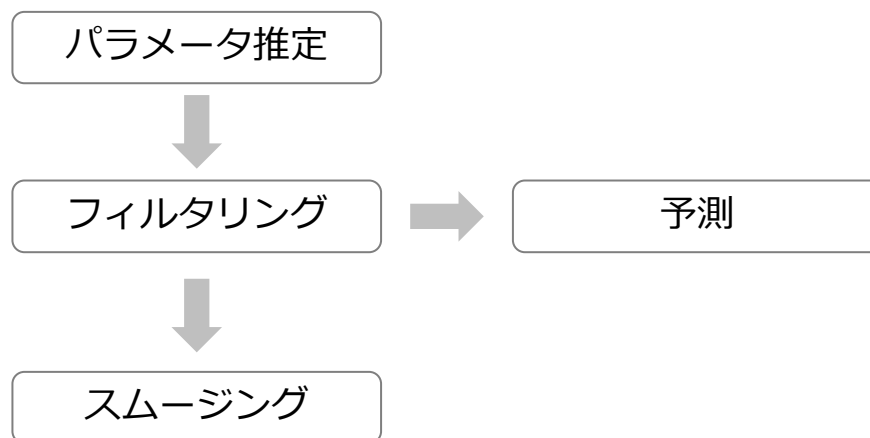 パラメータ推定
フィルタリング
予測
スムージング